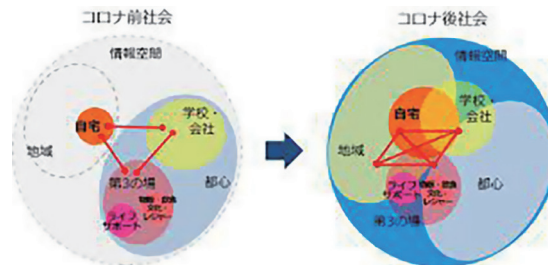 コロナ前社会
情報空間
自宅
学校・
会社
地域
第3の場
都心
物販・飲食
文化・
レジャー
ライフ
サポート
コロナ後社会
情報空間
自宅
学校・
会社
地域
都心
ライフ
サポート
物販・飲食
文化・
レジャー
第3の場